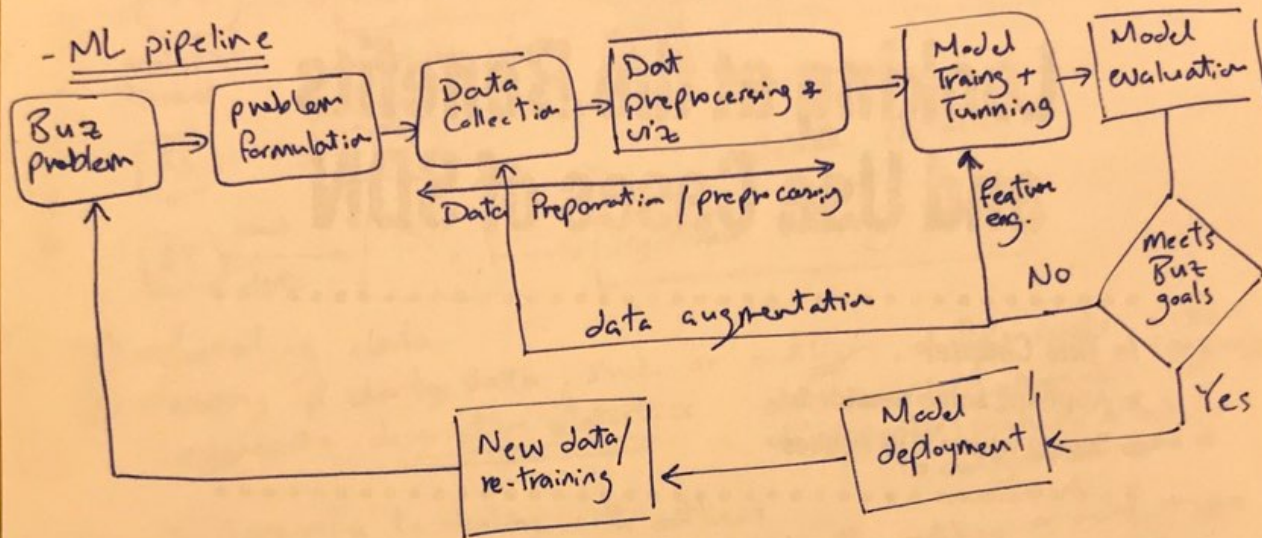 - ML pipeline
Buz
problem
problem
formulation
Data
Collection
Dat
preprocessing &
viz
Model
Traing +
Tunning
Model
evaluation
Data Preparation / preprocessing
feature
eng.
meets
Buz
goals
No
data augmentation
Yes
New data/
re-training
Model
deployment